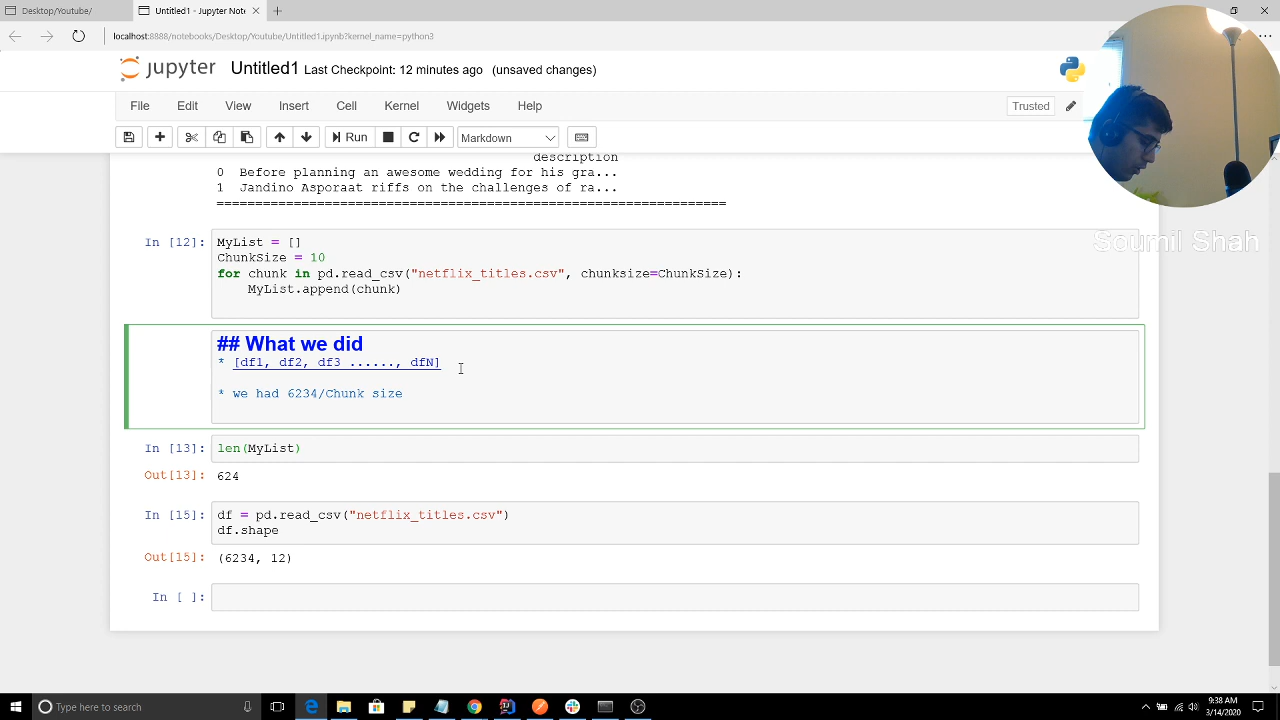 Desktop/Youtube/
Untitled1 - Jupyter Note
localhost:8888/notebooks/Desktop/Youtube/Untitled1.ipynb?kernel_name=python3
jupyter Untitled1 Last Checkpoint: 12 minutes ago (unsaved changes)
File Edit View Insert Cell Kernel Widgets Help
Trusted
Run
Markdown
description
0 Before planning an awesome wedding for his gra...
1 Jandino Asporaat riffs on the challenges of ra...
==================================================================
Soumil Shah
In [12]: MyList = []
ChunkSize = 10
for chunk in pd.read_csv("netflix_titles.csv", chunksize=ChunkSize):
MyList.append(chunk)
## What we did
* [df1, df2, df3 ......, dfN]
* we had 6234/Chunk size
In [13]: len(MyList)
Out[13]: 624
In [15]: df = pd.read_csv("netflix_titles.csv")
df.shape
Out[15]: (6234, 12)
In [ ]:
Type here to search
9:38 AM
3/14/2020